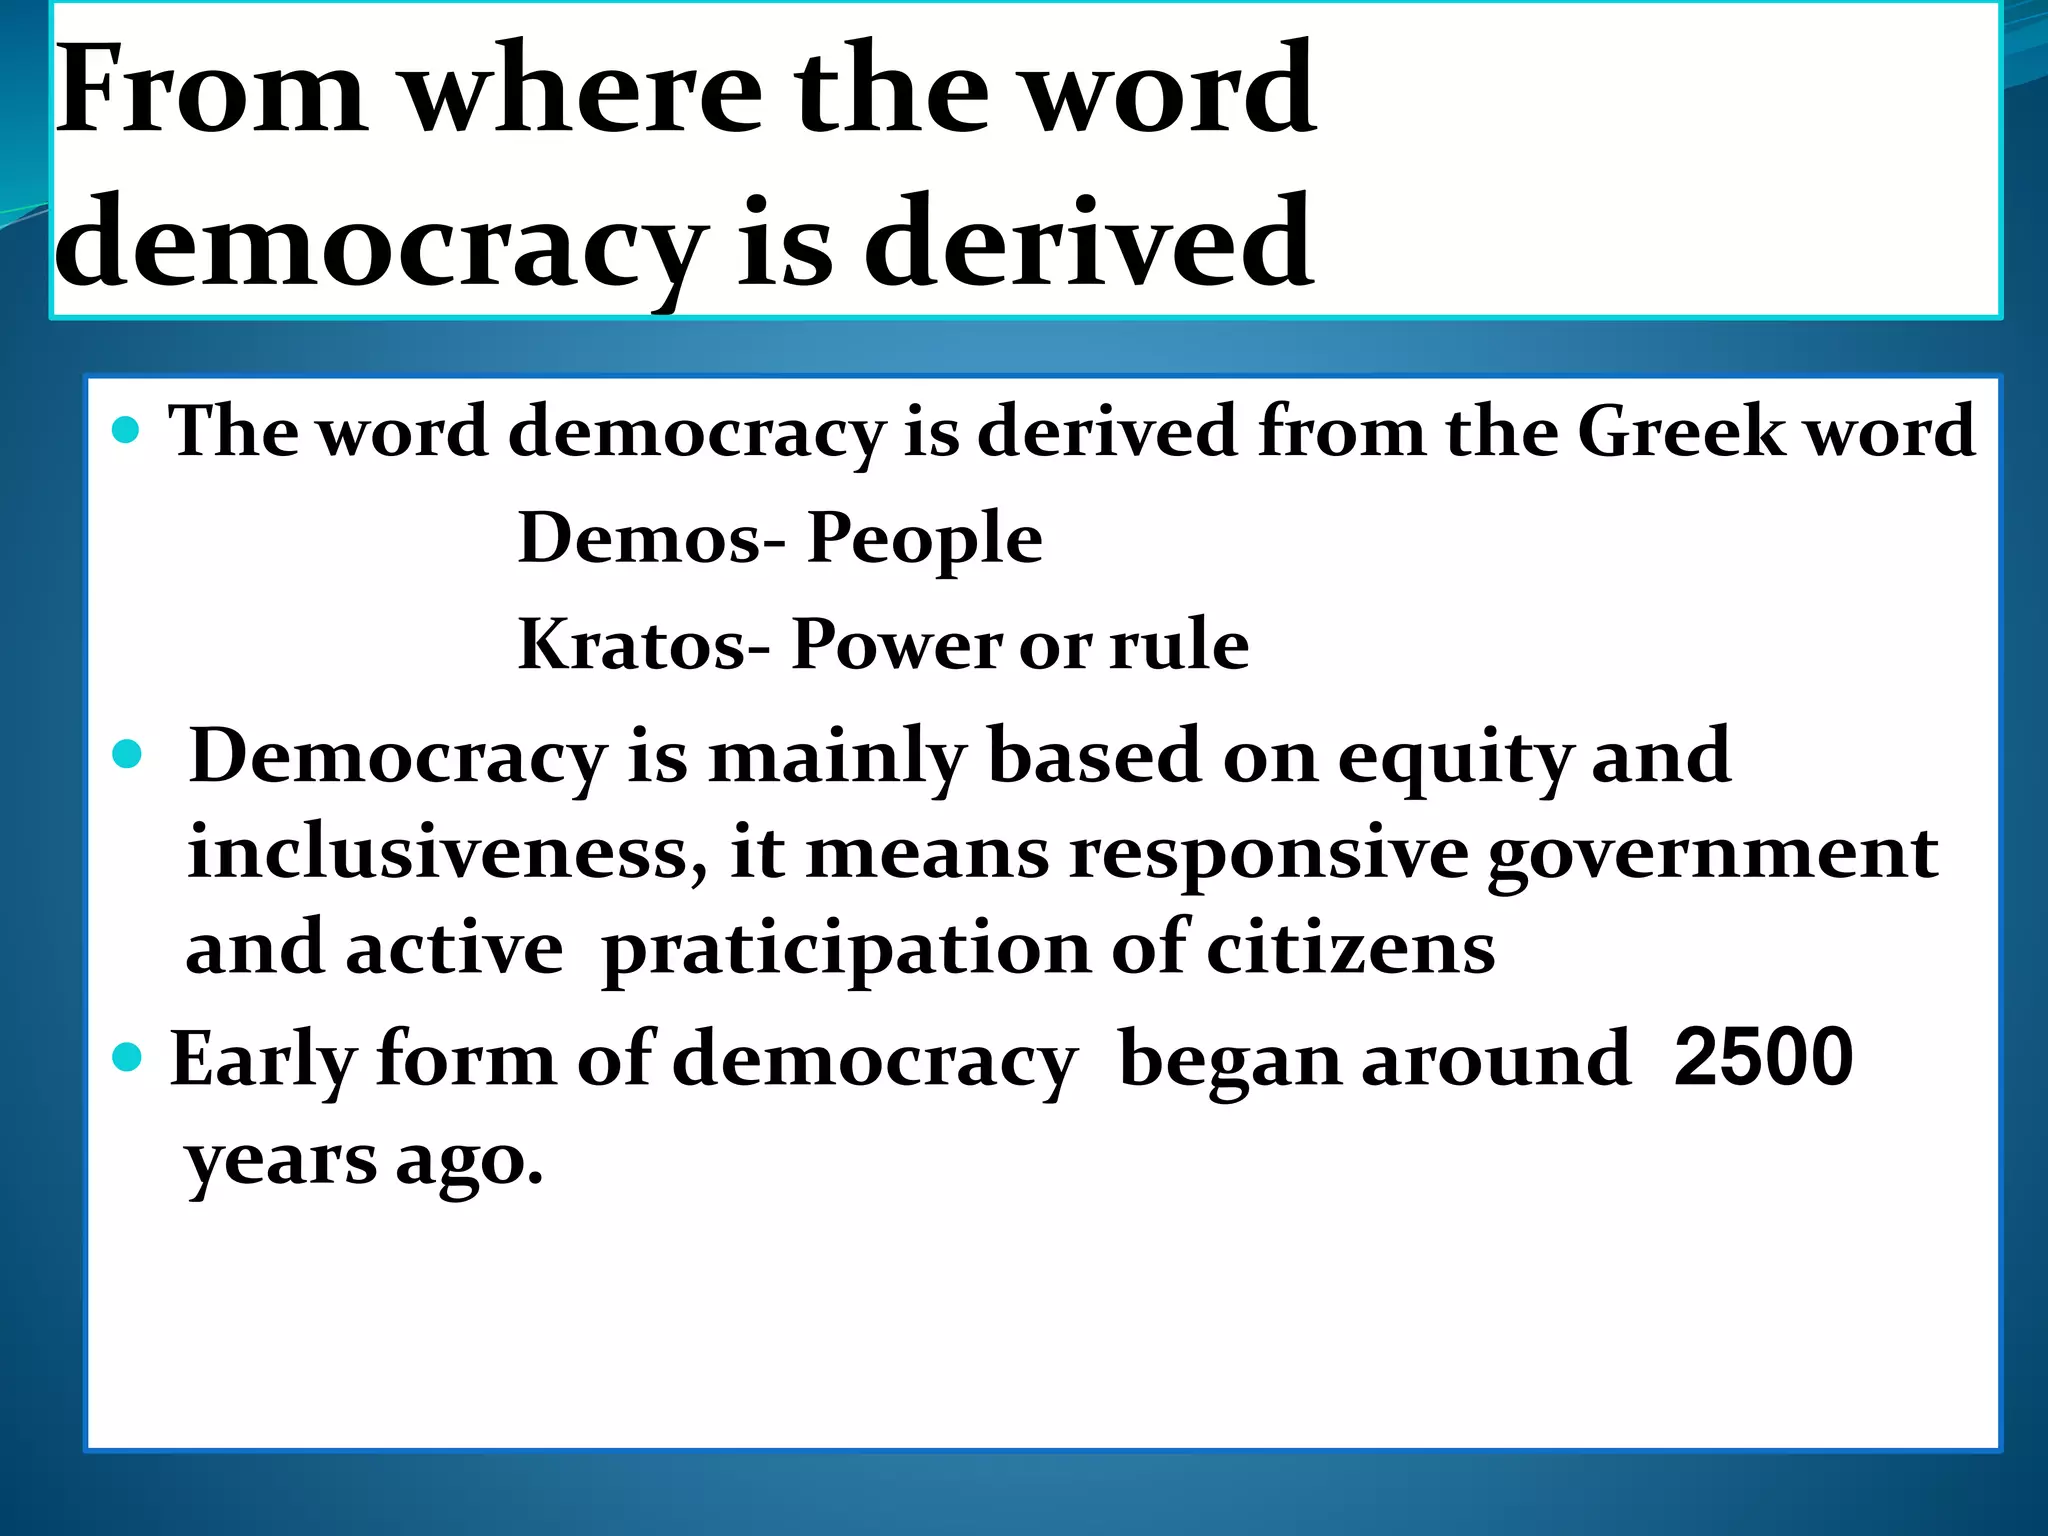 From where the word
democracy is derived
• The word democracy is derived from the Greek word
Demos- People
Kratos- Power or rule
• Democracy is mainly based on equity and
inclusiveness, it means responsive government
and active praticipation of citizens
• Early form of democracy began around 2500
years ago.